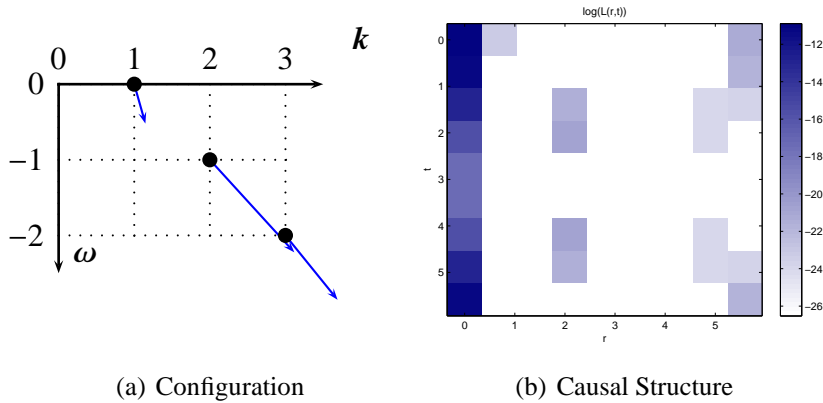 k
0 1 2 3
0
−1
−2
ω
(a) Configuration
log(L(r,t))
0
1
2
3
4
5
t
0 1 2 3 4 5
r
−12
−14
−16
−18
−20
−22
−24
−26
(b) Causal Structure